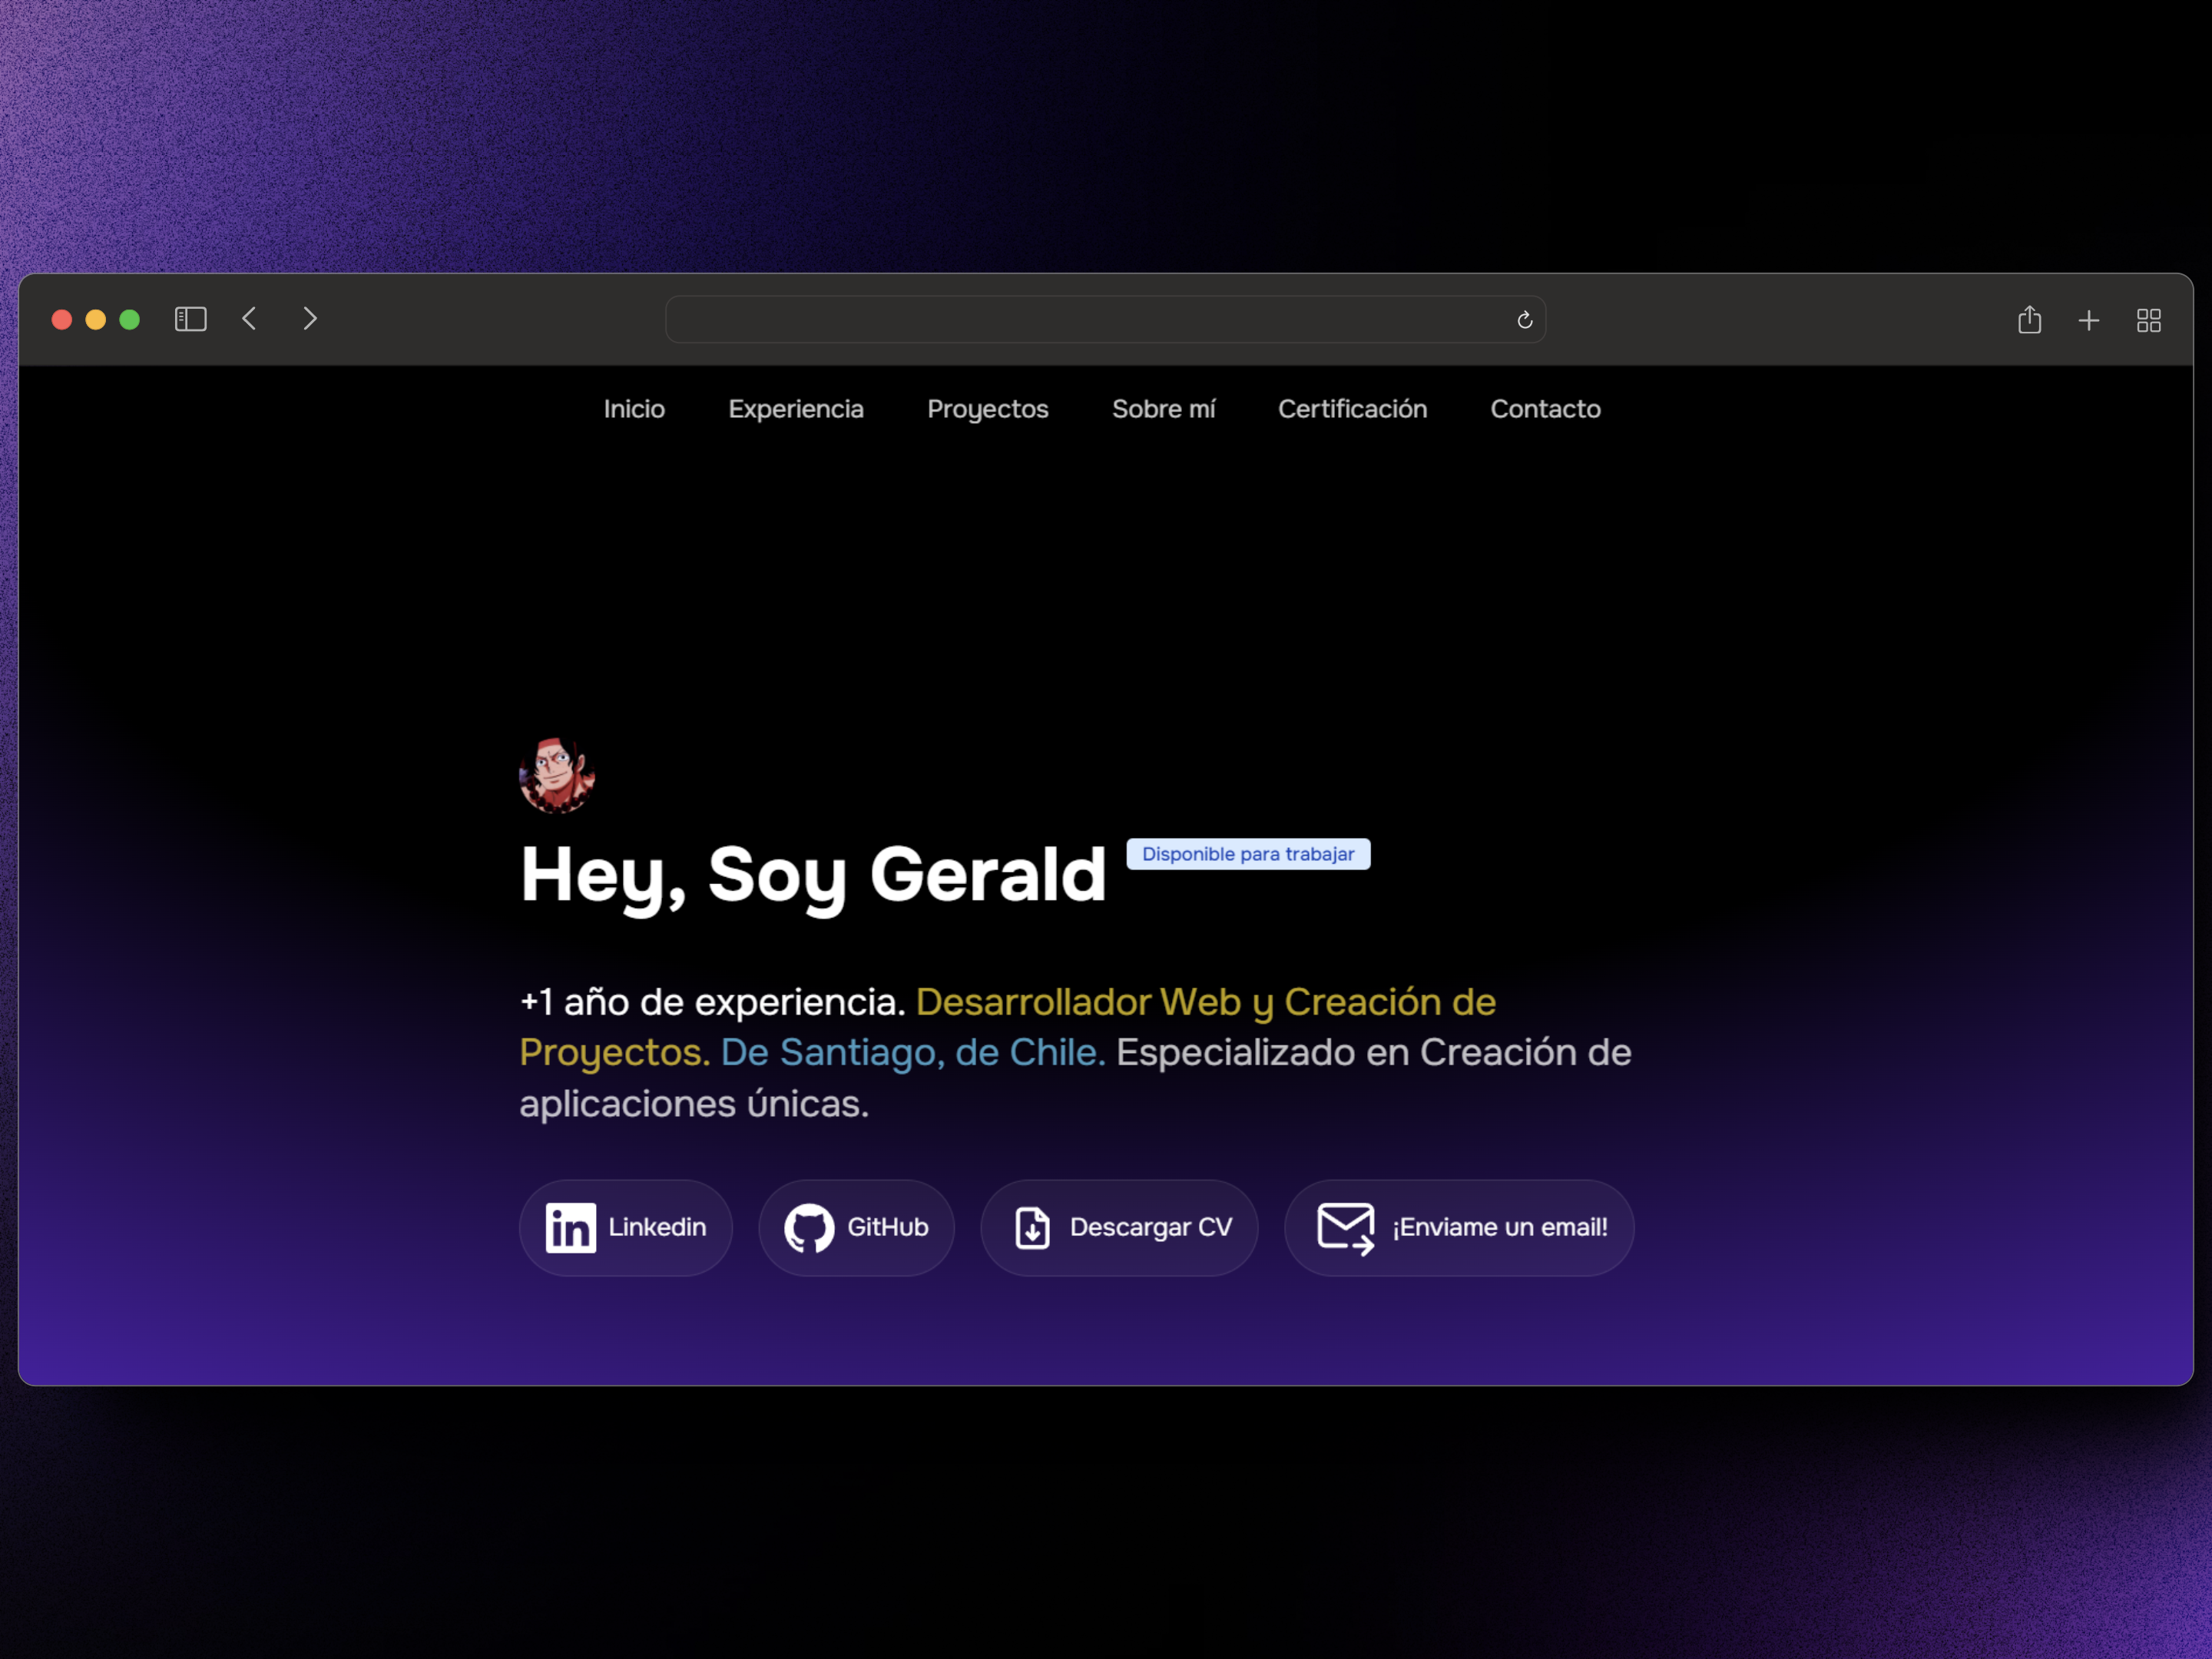 Inicio Experiencia Proyectos Sobre mí Certificación Contacto
Hey, Soy Gerald Disponible para trabajar
+1 año de experiencia. Desarrollador Web y Creación de
Proyectos. De Santiago, de Chile. Especializado en Creación de
aplicaciones únicas.
in Linkedin GitHub Descargar CV ¡Enviame un email!